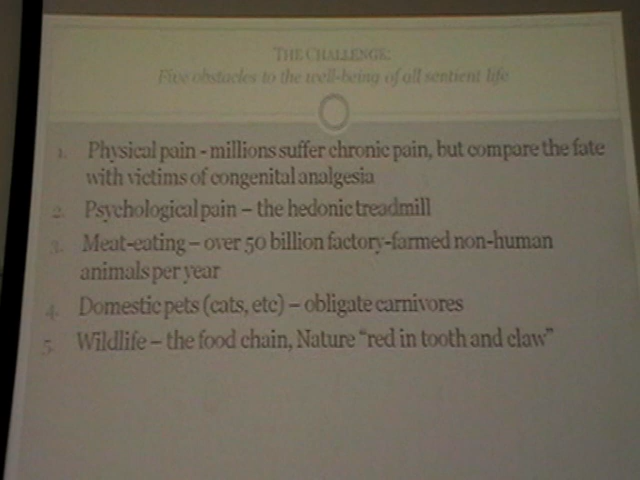 THE CHALLENGE:
Five obstacles to the well-being of all sentient life
1. Physical pain - millions suffer chronic pain, but compare the fate
with victims of congenital analgesia
2. Psychological pain – the hedonic treadmill
3. Meat-eating – over 50 billion factory-farmed non-human
animals per year
4. Domestic pets (cats, etc) – obligate carnivores
5. Wildlife – the food chain, Nature “red in tooth and claw”